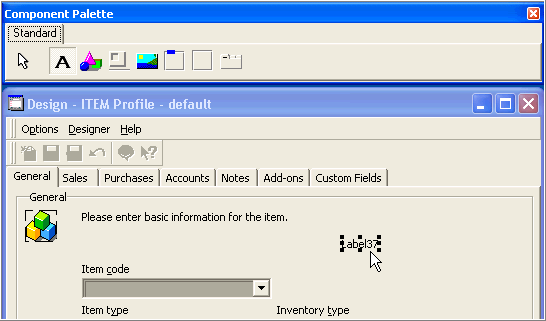 Component Palette
Standard
A
Design - ITEM Profile - default
Options Designer Help
General Sales Purchases Accounts Notes Add-ons Custom Fields
General
Please enter basic information for the item.
Label37
Item code
Item type Inventory type